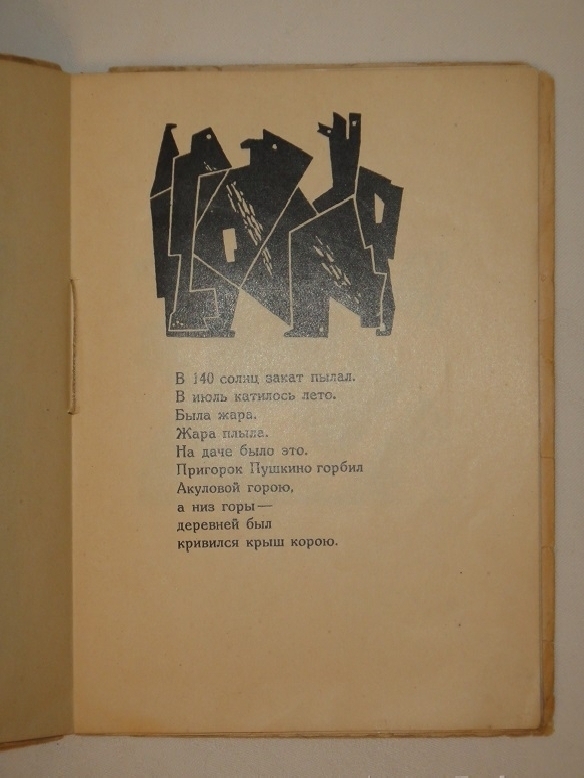 В 140 солнц закат пылал.
В июль катилось лето.
Была жара.
Жара плыла.
На даче было это.
Пригорок Пушкино горбил
Акуловой горою,
а низ горы—
деревней был
кривился крыш корою.